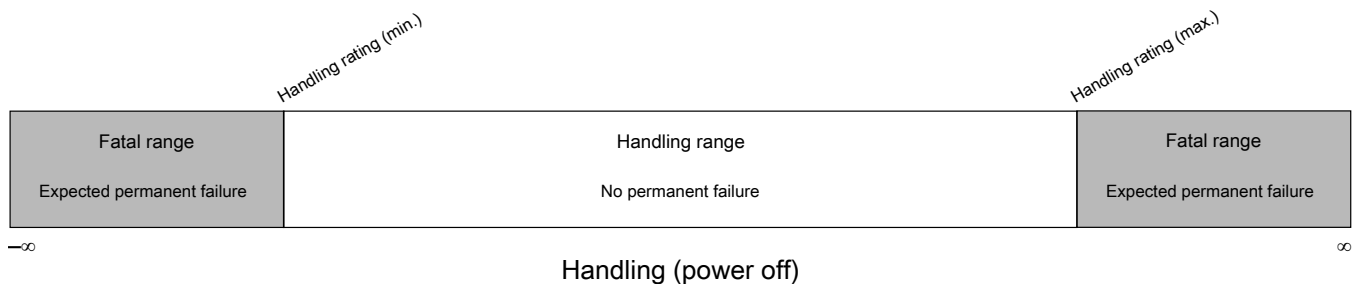 Handling rating (min.)
Handling rating (max.)
Fatal range
Handling range
Fatal range
Expected permanent failure
No permanent failure
Expected permanent failure
–∞
∞
Handling (power off)